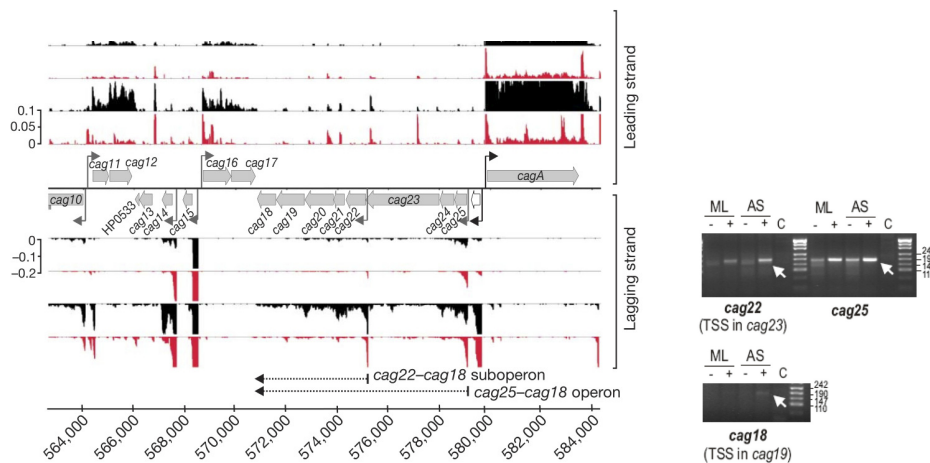 Leading strand
0.1
0.05
0
cag11 cag12
cag16 cag17
cagA
cag10
HP0533
cag13
cag14
cag15
cag18
cag19
cag20
cag21
cag22
cag23
cag24
cag25
0
−0.1
−0.2
Lagging strand
cag22–cag18 suboperon
cag25–cag18 operon
564,000
566,000
568,000
570,000
572,000
574,000
576,000
578,000
580,000
582,000
584,000
ML AS ML AS
- + - + C - + - + C
cag22 cag25
(TSS in cag23)
ML AS
- + - + C
242
190
147
110
cag18
(TSS in cag19)